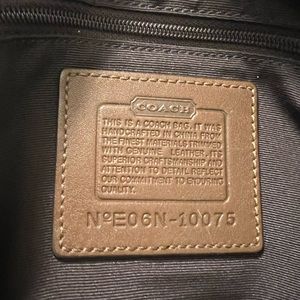 COACH
THIS IS A COACH BAG. IT WAS
HANDCRAFTED IN CHINA FROM
THE FINEST MATERIALS TRIMMED
WITH GENUINE LEATHER. ITS
SUPERIOR CRAFTSMANSHIP AND
ATTENTION TO DETAIL REFLECT
OUR COMMITMENT TO ENDURING
QUALITY.
NºE06N-10075